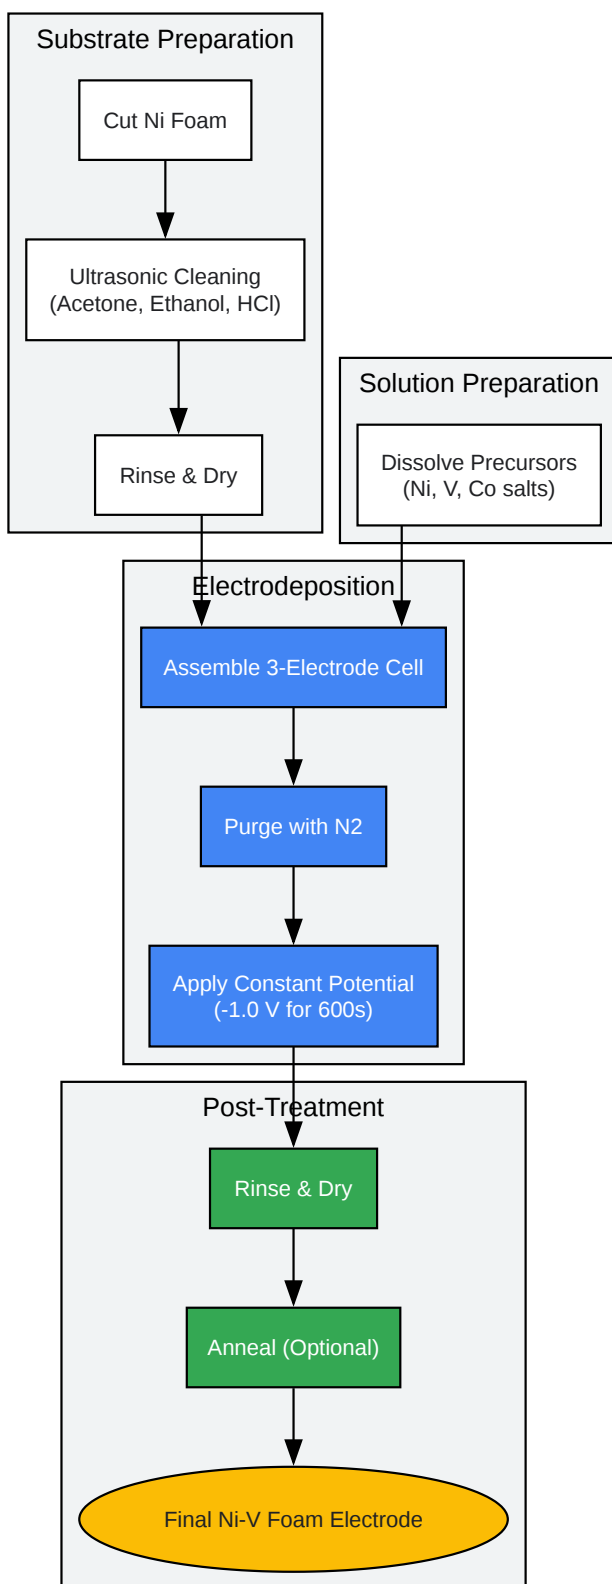 Substrate Preparation
Cut Ni Foam
Ultrasonic Cleaning
(Acetone, Ethanol, HCl)
Rinse & Dry
Solution Preparation
Dissolve Precursors
(Ni, V, Co salts)
Electrodeposition
Assemble 3-Electrode Cell
Purge with N2
Apply Constant Potential
(-1.0 V for 600s)
Post-Treatment
Rinse & Dry
Anneal (Optional)
Final Ni-V Foam Electrode